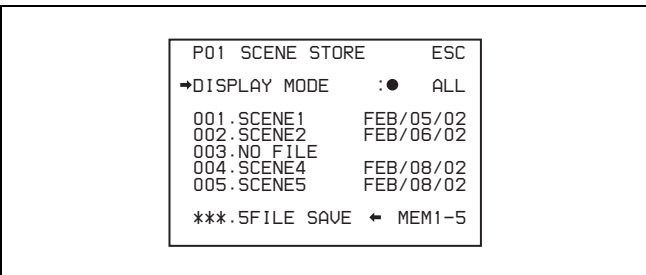 P01 SCENE STORE ESC
➡DISPLAY MODE :● ALL
001.SCENE1 FEB/05/02
002.SCENE2 FEB/06/02
003.NO FILE
004.SCENE4 FEB/08/02
005.SCENE5 FEB/08/02
***.5FILE SAVE ← MEM1-5